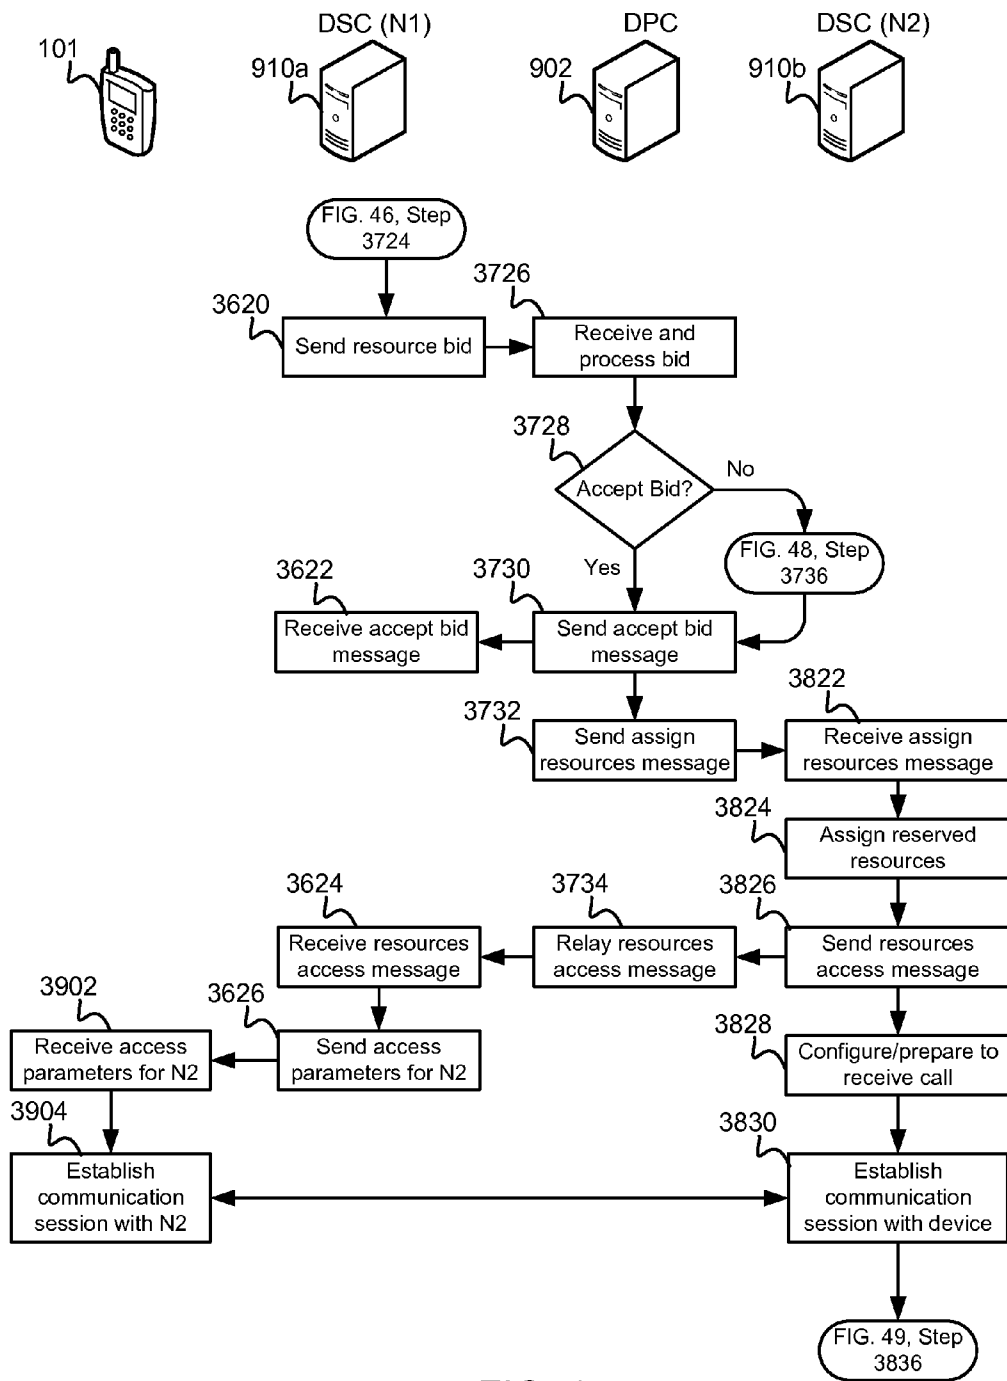 DSC (N1)
DPC
DSC (N2)
101
910a
902
910b
FIG. 46, Step
3724
3620
Send resource bid
3726
Receive and
process bid
3728
Accept Bid?
No
Yes
FIG. 48, Step
3736
3622
Receive accept bid
message
3730
Send accept bid
message
3732
Send assign
resources message
3822
Receive assign
resources message
3824
Assign reserved
resources
3624
Receive resources
access message
3734
Relay resources
access message
3826
Send resources
access message
3902
Receive access
parameters for N2
3626
Send access
parameters for N2
3828
Configure/prepare to
receive call
3904
Establish
communication
session with N2
3830
Establish
communication
session with device
FIG. 49, Step
3836